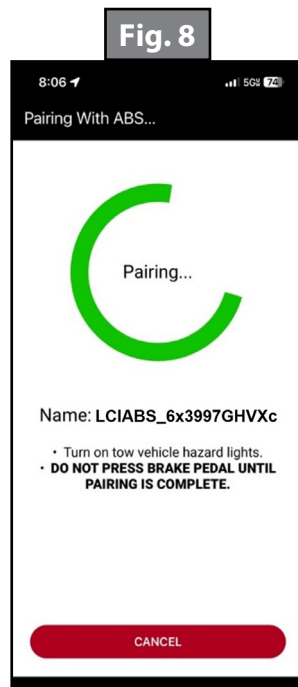 Fig. 8
8:06
5G 74
Pairing With ABS...
Pairing...
Name: LCIABS_6x3997GHVXc
• Turn on tow vehicle hazard lights.
• DO NOT PRESS BRAKE PEDAL UNTIL
PAIRING IS COMPLETE.
CANCEL